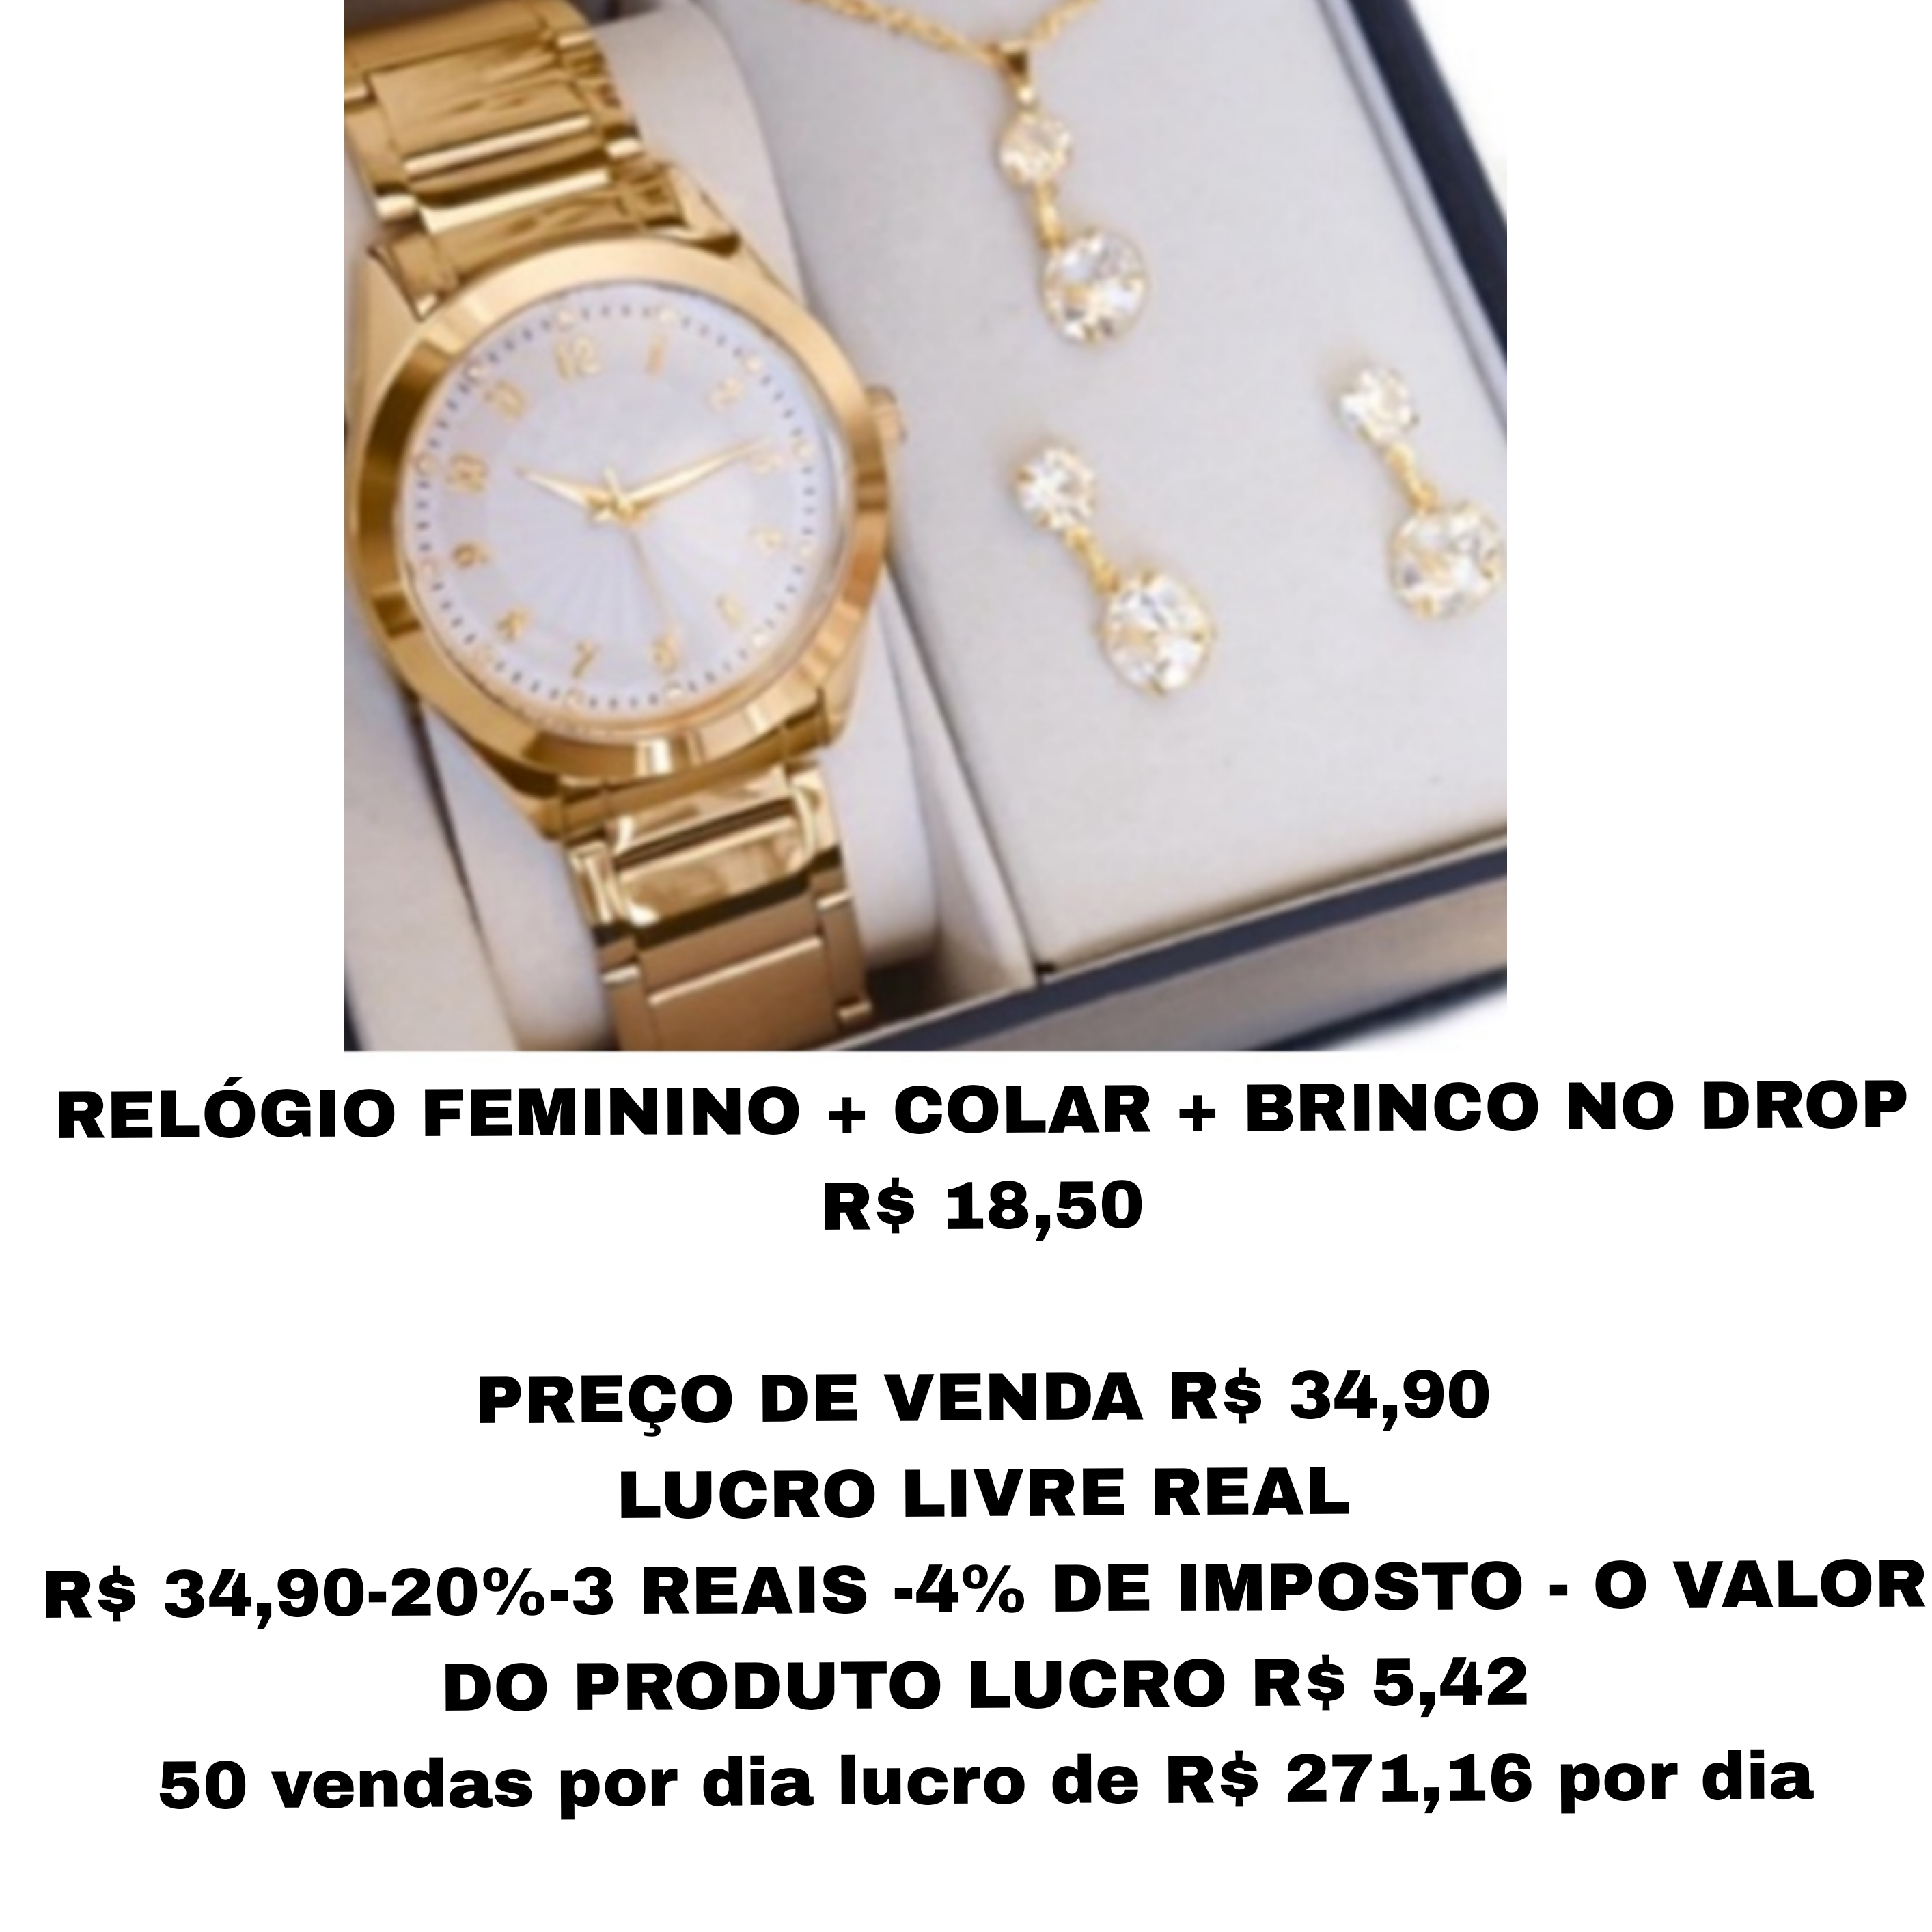 RELÓGIO FEMININO + COLAR + BRINCO NO DROP
R$ 18,50
PREÇO DE VENDA R$ 34,90
LUCRO LIVRE REAL
R$ 34,90-20%-3 REAIS -4% DE IMPOSTO - O VALOR
DO PRODUTO LUCRO R$ 5,42
50 vendas por dia lucro de R$ 271,16 por dia